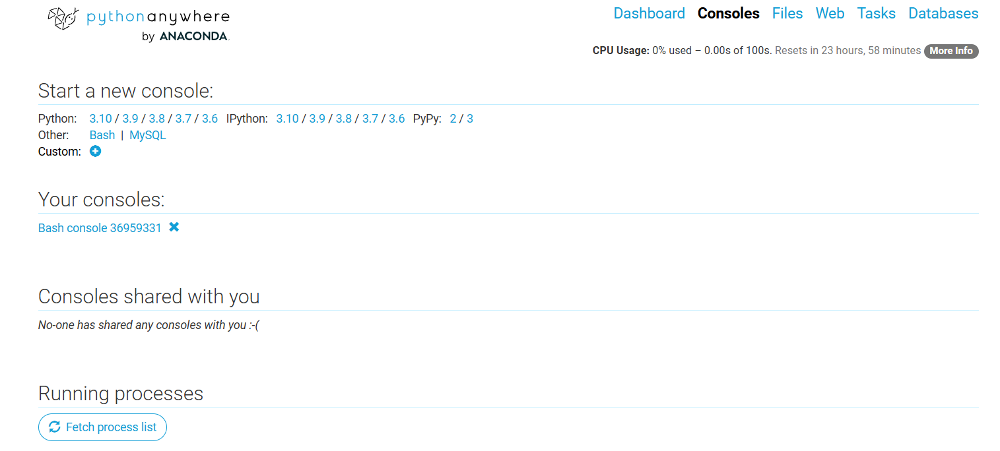 pythonanywhere
by ANACONDA.
Dashboard Consoles Files Web Tasks Databases
CPU Usage: 0% used – 0.00s of 100s. Resets in 23 hours, 58 minutes More Info
Start a new console:
Python: 3.10 / 3.9 / 3.8 / 3.7 / 3.6 IPython: 3.10 / 3.9 / 3.8 / 3.7 / 3.6 PyPy: 2 / 3
Other: Bash | MySQL
Custom:
Your consoles:
Bash console 36959331
Consoles shared with you
No-one has shared any consoles with you :-(
Running processes
Fetch process list